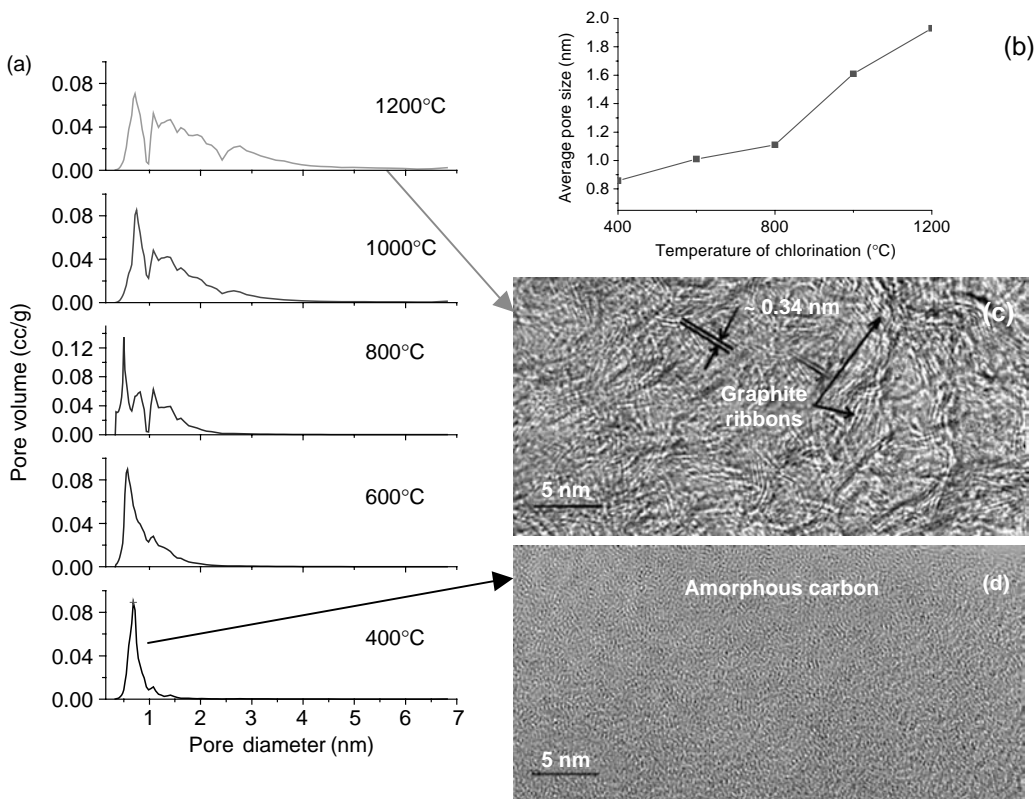 (a)
Pore volume (cc/g)
0.08
0.04
0.00
1200°C
0.08
0.04
0.00
1000°C
0.12
0.08
0.04
0.00
800°C
0.08
0.04
0.00
600°C
0.08
0.04
0.00
400°C
1 2 3 4 5 6 7
Pore diameter (nm)
(b)
Average pore size (nm)
2.0
1.8
1.6
1.4
1.2
1.0
0.8
400 800 1200
Temperature of chlorination (°C)
(c)
~ 0.34 nm
Graphite
ribbons
5 nm
(d)
Amorphous carbon
5 nm